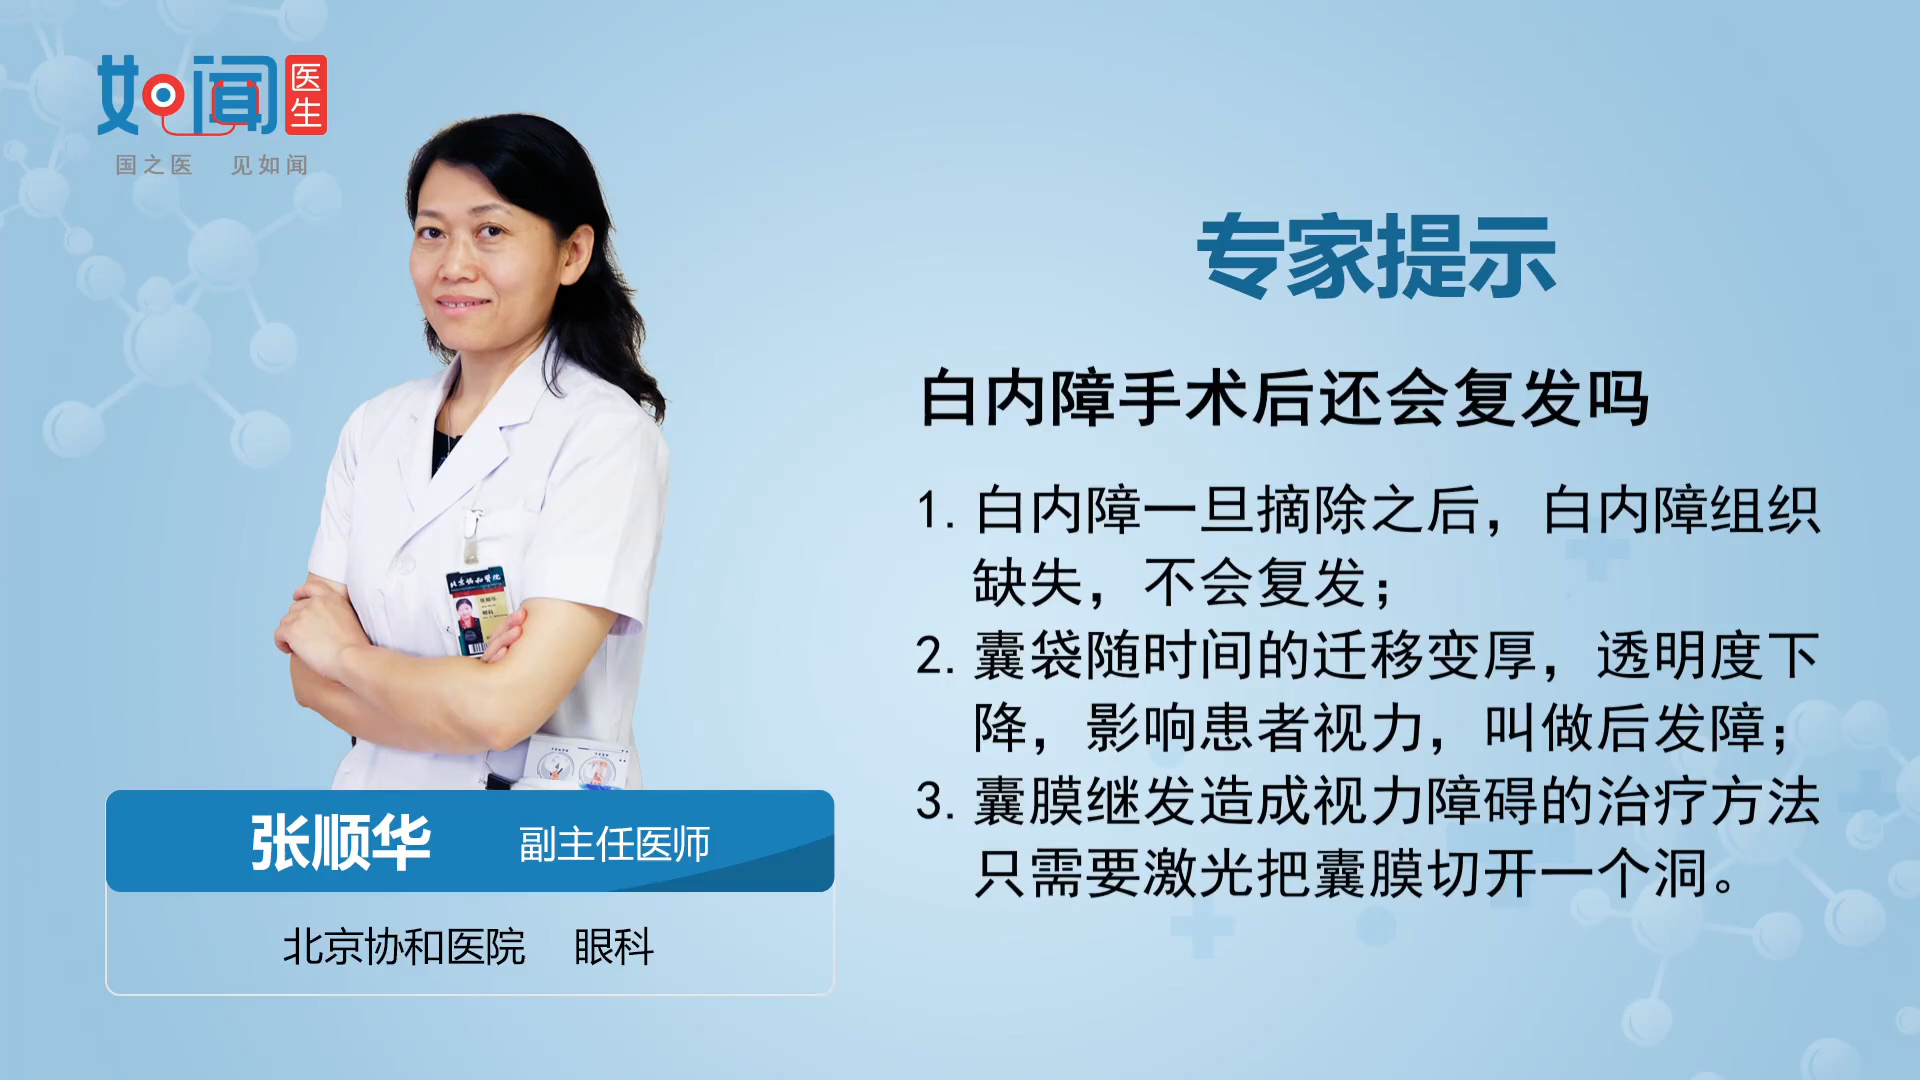 如闻医生
国之医 见如闻
专家提示
白内障手术后还会复发吗
1. 白内障一旦摘除之后，白内障组织
缺失，不会复发；
2. 囊袋随时间的迁移变厚，透明度下
降，影响患者视力，叫做后发障；
3. 囊膜继发造成视力障碍的治疗方法
只需要激光把囊膜切开一个洞。
北京协和医院
张顺华 副主任医师
北京协和医院 眼科